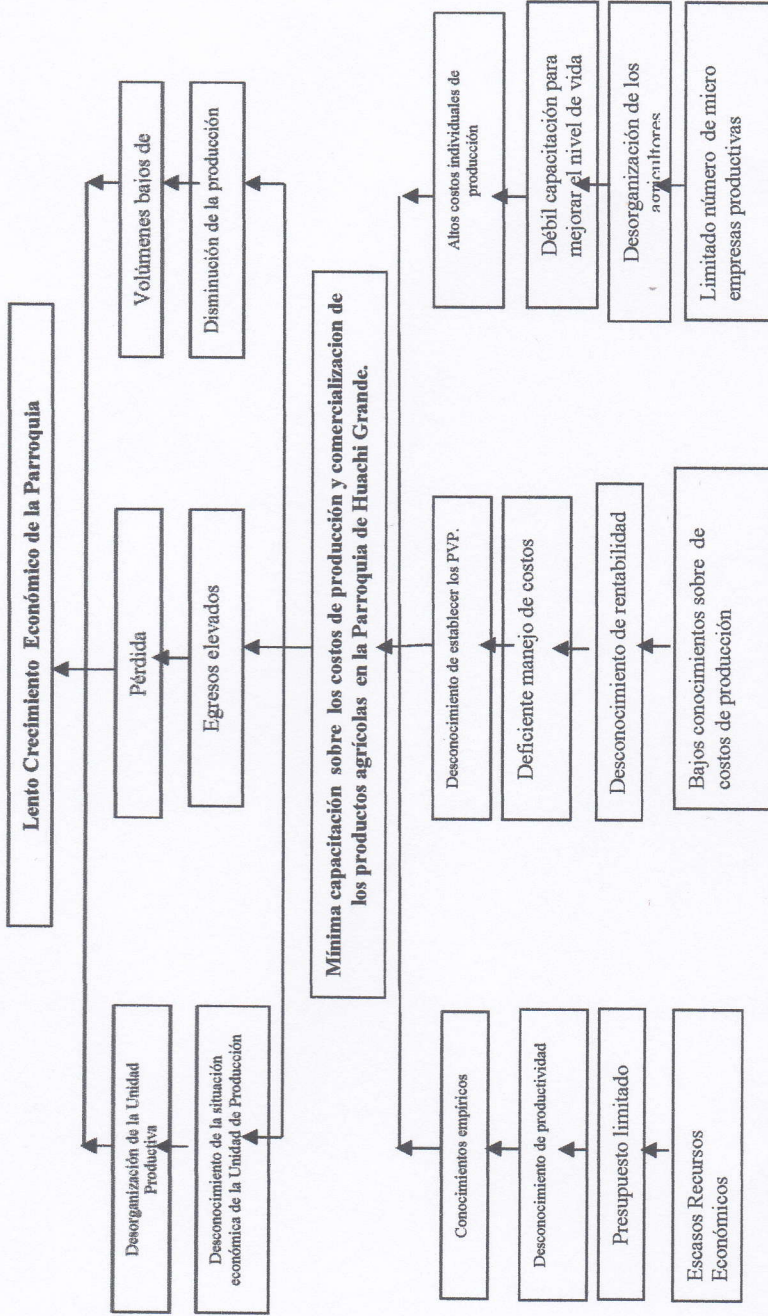 Lento Crecimiento Económico de la Parroquia
Desorganización de la Unidad
Productiva
Pérdida
Volúmenes bajos de
Desconocimiento de la situación
económica de la Unidad de Producción
Egresos elevados
Disminución de la producción
Mínima capacitación sobre los costos de producción y comercializacion de
los productos agrícolas en la Parroquia de Huachi Grande.
Conocimientos empíricos
Desconocimiento de establecer los PVP.
Altos costos individuales de
producción
Desconocimiento de productividad
Deficiente manejo de costos
Débil capacitación para
mejorar el nivel de vida
Presupuesto limitado
Desconocimiento de rentabilidad
Desorganización de los
agricultores
Escasos Recursos
Económicos
Bajos conocimientos sobre de
costos de producción
Limitado número de micro
empresas productivas